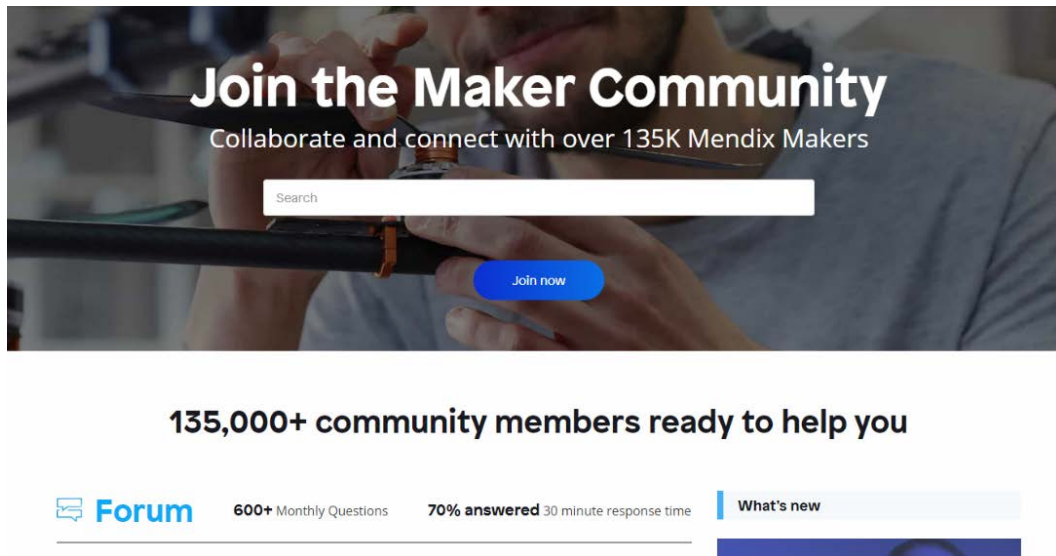 Join the Maker Community
Collaborate and connect with over 135K Mendix Makers
Search
Join now
135,000+ community members ready to help you
Forum
600+ Monthly Questions
70% answered 30 minute response time
What's new